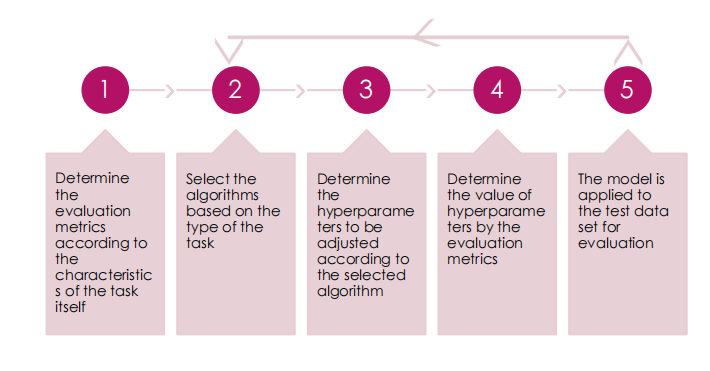 1
2
3
4
5
Determine
the
evaluation
metrics
according to
the
characteristic
s of the task
itself
Select the
algorithms
based on the
type of the
task
Determine
the
hyperparame
ters to be
adjusted
according to
the selected
algorithm
Determine
the value of
hyperparame
ters by the
evaluation
metrics
The model is
applied to
the test data
set for
evaluation